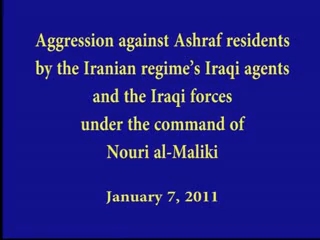 Aggression against Ashraf residents
by the Iranian regime's Iraqi agents
and the Iraqi forces
under the command of
Nouri al-Maliki
January 7, 2011